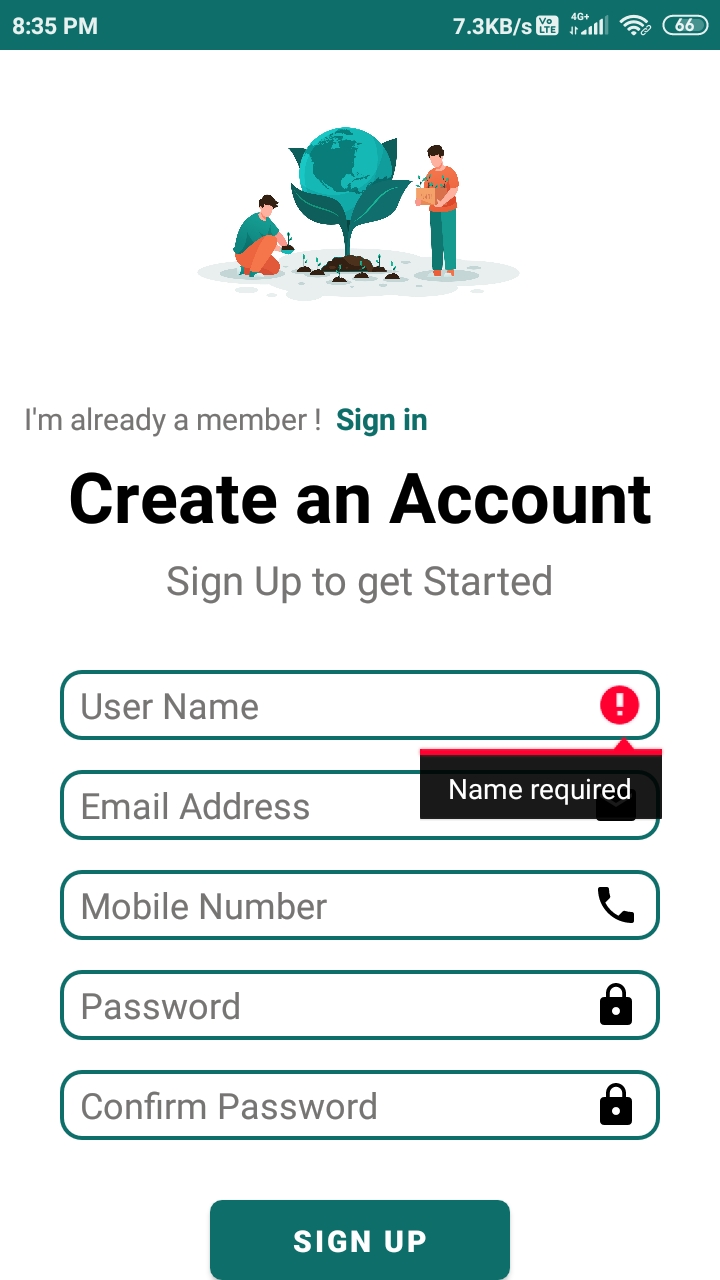 8:35 PM 7.3KB/s Vo LTE 4G+ 66
I'm already a member ! Sign in
Create an Account
Sign Up to get Started
User Name
Name required
Email Address
Mobile Number
Password
Confirm Password
SIGN UP